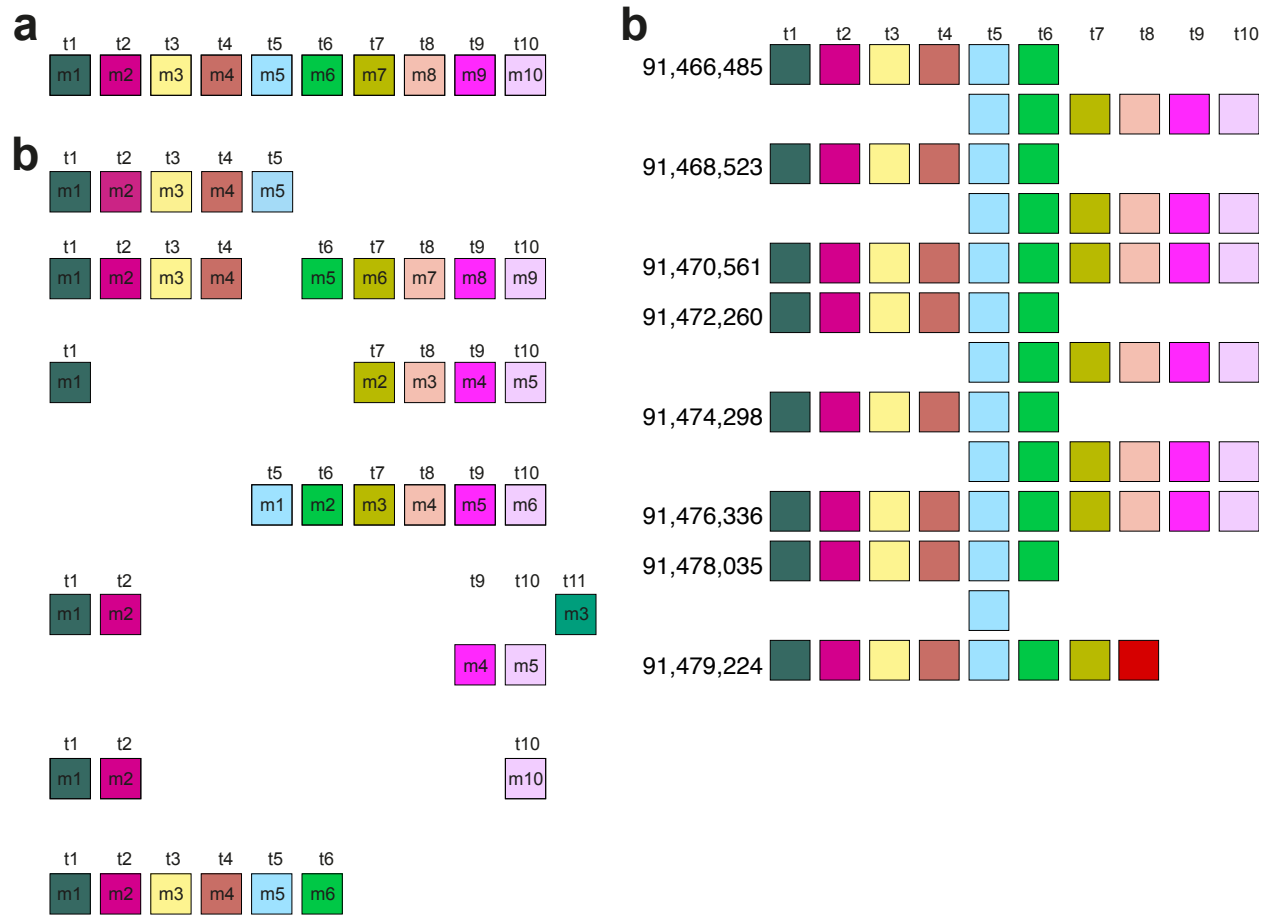 a
t1 t2 t3 t4 t5 t6 t7 t8 t9 t10
m1 m2 m3 m4 m5 m6 m7 m8 m9 m10
b
t1 t2 t3 t4 t5
m1 m2 m3 m4 m5
t1 t2 t3 t4 t6 t7 t8 t9 t10
m1 m2 m3 m4 m5 m6 m7 m8 m9
t1 t7 t8 t9 t10
m1 m2 m3 m4 m5
t5 t6 t7 t8 t9 t10
m1 m2 m3 m4 m5 m6
t1 t2 t9 t10 t11
m1 m2 m3
m4 m5
t1 t2 t10
m1 m2 m10
t1 t2 t3 t4 t5 t6
m1 m2 m3 m4 m5 m6
b
t1 t2 t3 t4 t5 t6 t7 t8 t9 t10
91,466,485
91,468,523
91,470,561
91,472,260
91,474,298
91,476,336
91,478,035
91,479,224